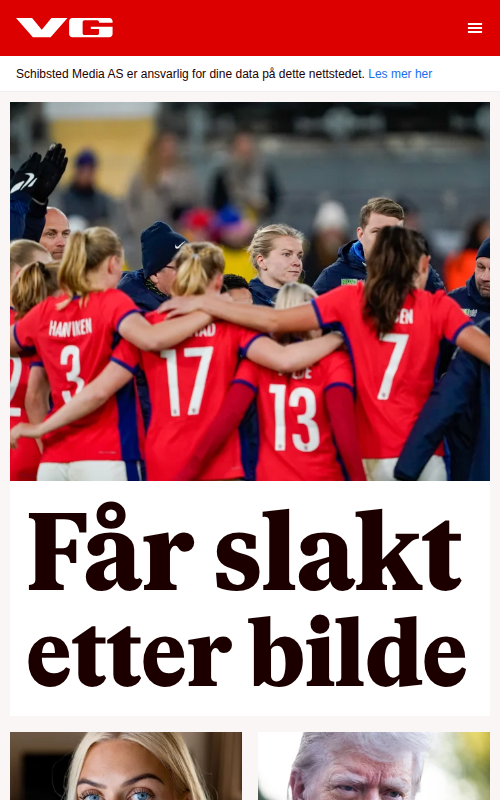 VG
Schibsted Media AS er ansvarlig for dine data på dette nettstedet. Les mer her
3
17
13
7
Får slakt
etter bilde